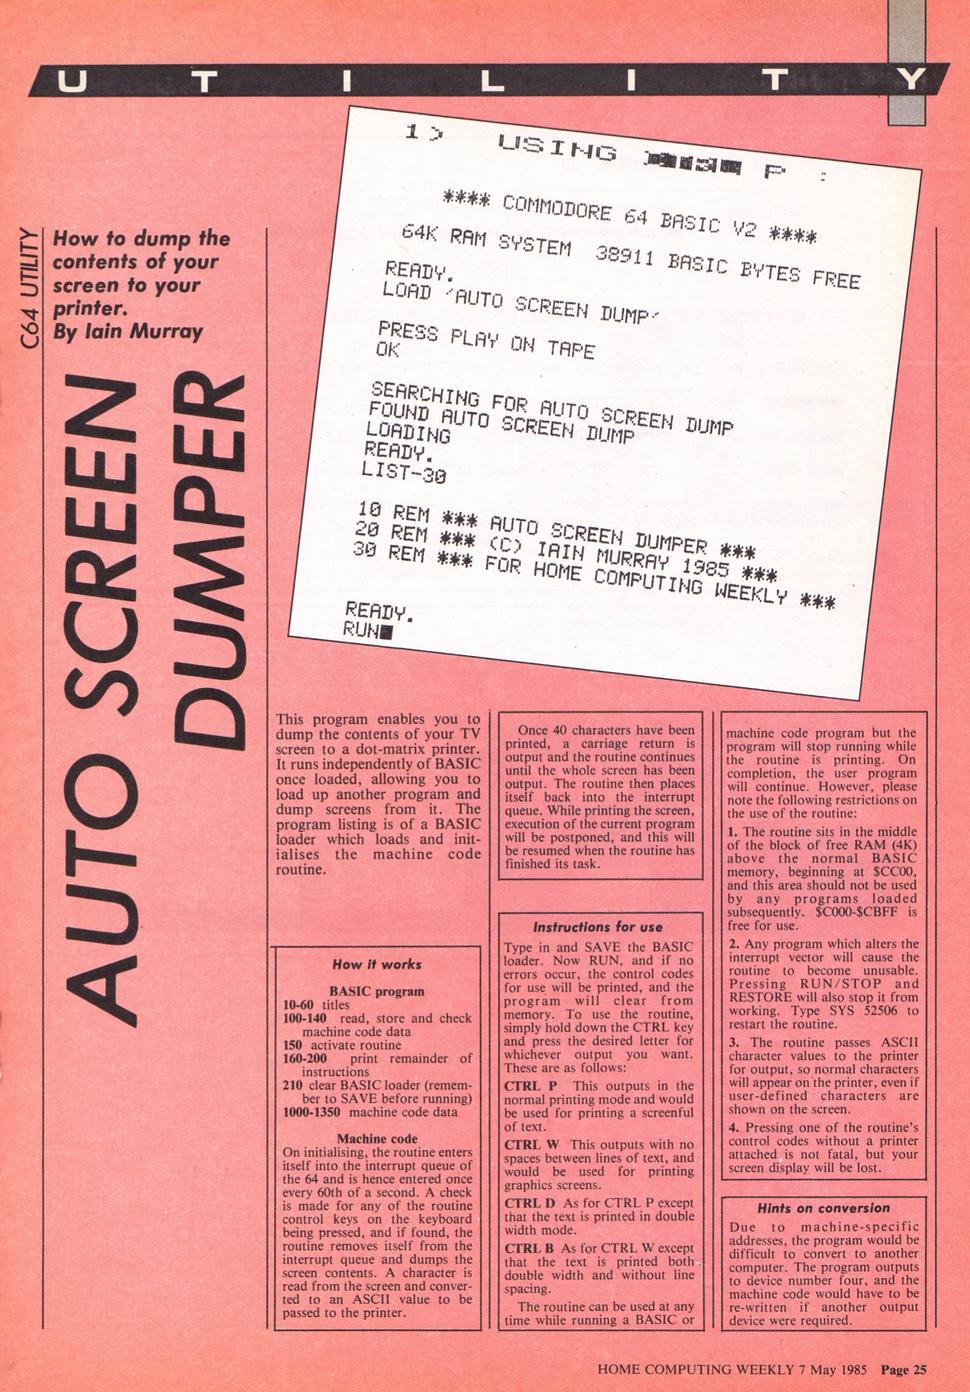 UTILITY
C64 UTILITY
How to dump the
contents of your
screen to your
printer.
By Iain Murray
AUTO SCREEN
DUMPER
1) USING P :
**** COMMODORE 64 BASIC V2 ****
64K RAM SYSTEM 38911 BASIC BYTES FREE
READY.
LOAD "AUTO SCREEN DUMP"
PRESS PLAY ON TAPE
OK
SEARCHING FOR AUTO SCREEN DUMP
FOUND AUTO SCREEN DUMP
LOADING
READY.
LIST-30
10 REM *** AUTO SCREEN DUMPER ***
20 REM *** (C) IAIN MURRAY 1985 ***
30 REM *** FOR HOME COMPUTING WEEKLY ***
READY.
RUN
This program enables you to
dump the contents of your TV
screen to a dot-matrix printer.
It runs independently of BASIC
once loaded, allowing you to
load up another program and
dump screens from it. The
program listing is of a BASIC
loader which loads and init-
ialises the machine code
routine.
How it works
BASIC program
10-60 titles
100-140 read, store and check
machine code data
150 activate routine
160-200 print remainder of
instructions
210 clear BASIC loader (remem-
ber to SAVE before running)
1000-1350 machine code data
Machine code
On initialising, the routine enters
itself into the interrupt queue of
the 64 and is hence entered once
every 60th of a second. A check
is made for any of the routine
control keys on the keyboard
being pressed, and if found, the
routine removes itself from the
interrupt queue and dumps the
screen contents. A character is
read from the screen and conver-
ted to an ASCII value to be
passed to the printer.
Once 40 characters have been
printed, a carriage return is
output and the routine continues
until the whole screen has been
output. The routine then places
itself back into the interrupt
queue. While printing the screen,
execution of the current program
will be postponed, and this will
be resumed when the routine has
finished its task.
Instructions for use
Type in and SAVE the BASIC
loader. Now RUN, and if no
errors occur, the control codes
for use will be printed, and the
program will clear from
memory. To use the routine,
simply hold down the CTRL key
and press the desired letter for
whichever output you want.
These are as follows:
CTRL P This outputs in the
normal printing mode and would
be used for printing a screenful
of text.
CTRL W This outputs with no
spaces between lines of text, and
would be used for printing
graphics screens.
CTRL D As for CTRL P except
that the text is printed in double
width mode.
CTRL B As for CTRL W except
that the text is printed both
double width and without line
spacing.
The routine can be used at any
time while running a BASIC or
machine code program but the
program will stop running while
the routine is printing. On
completion, the user program
will continue. However, please
note the following restrictions on
the use of the routine:
1. The routine sits in the middle
of the block of free RAM (4K)
above the normal BASIC
memory, beginning at $CC00,
and this area should not be used
by any programs loaded
subsequently. $C000-$CBFF is
free for use.
2. Any program which alters the
interrupt vector will cause the
routine to become unusable.
Pressing RUN/STOP and
RESTORE will also stop it from
working. Type SYS 52506 to
restart the routine.
3. The routine passes ASCII
character values to the printer
for output, so normal characters
will appear on the printer, even if
user-defined characters are
shown on the screen.
4. Pressing one of the routine's
control codes without a printer
attached is not fatal, but your
screen display will be lost.
Hints on conversion
Due to machine-specific
addresses, the program would be
difficult to convert to another
computer. The program outputs
to device number four, and the
machine code would have to be
re-written if another output
device were required.
HOME COMPUTING WEEKLY 7 May 1985 Page 25